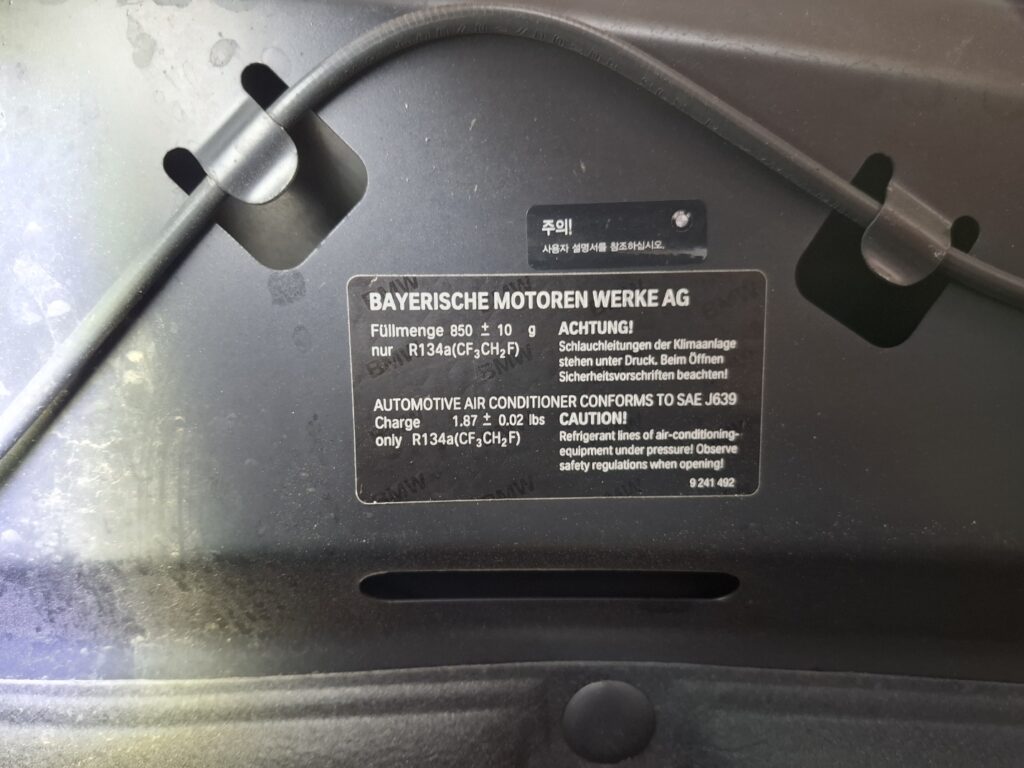 주의!
사용자 설명서를 참조하십시오.
BAYERISCHE MOTOREN WERKE AG
Füllmenge 850 ± 10 g
nur R134a(CF₃CH₂F)
ACHTUNG!
Schlauchleitungen der Klimaanlage
stehen unter Druck. Beim Öffnen
Sicherheitsvorschriften beachten!
AUTOMOTIVE AIR CONDITIONER CONFORMS TO SAE J639
Charge 1.87 ± 0.02 lbs
only R134a(CF₃CH₂F)
CAUTION!
Refrigerant lines of air-conditioning-
equipment under pressure! Observe
safety regulations when opening!
9 241 492